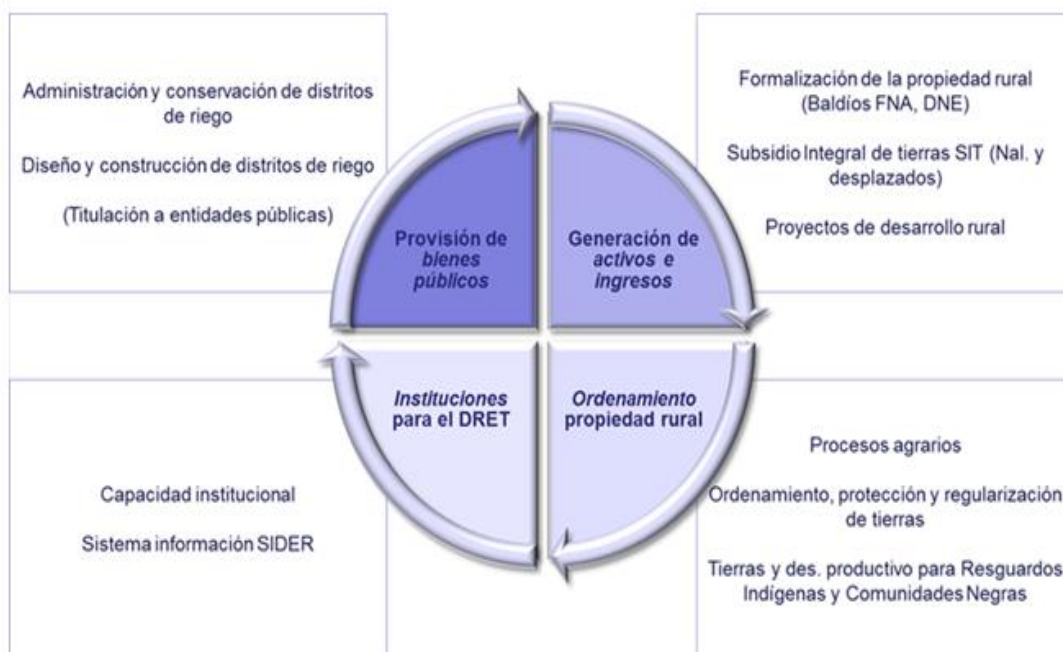 Administración y conservación de distritos
de riego
Diseño y construcción de distritos de riego
(Titulación a entidades públicas)
Formalización de la propiedad rural
(Baldíos FNA, DNE)
Subsidio Integral de tierras SIT (Nal. y
desplazados)
Proyectos de desarrollo rural
Provisión de
bienes
públicos
Generación de
activos e
ingresos
Instituciones
para el DRET
Ordenamiento
propiedad rural
Capacidad institucional
Sistema información SIDER
Procesos agrarios
Ordenamiento, protección y regularización
de tierras
Tierras y des. productivo para Resguardos
Indígenas y Comunidades Negras